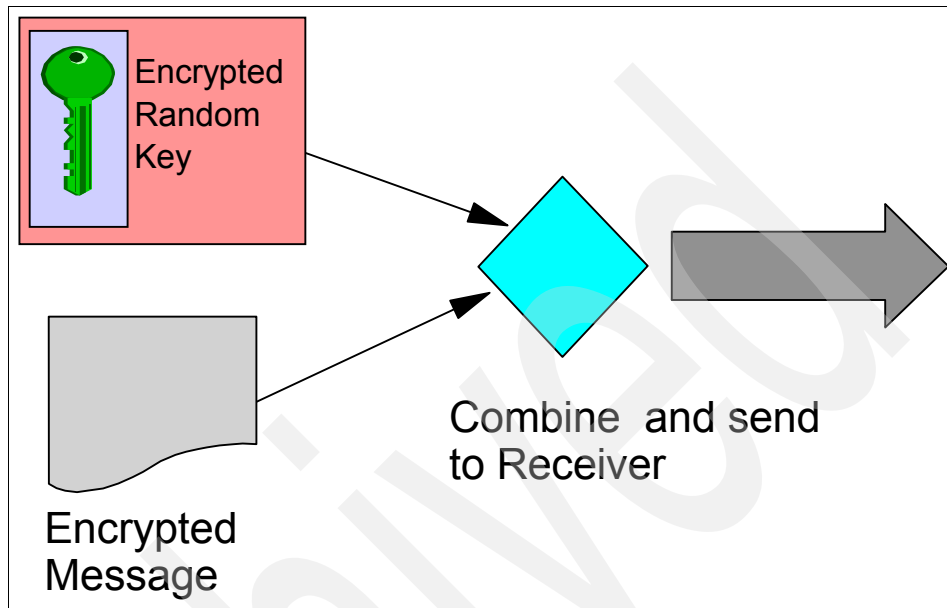 Encrypted
Random
Key
Combine and send
to Receiver
Encrypted
Message